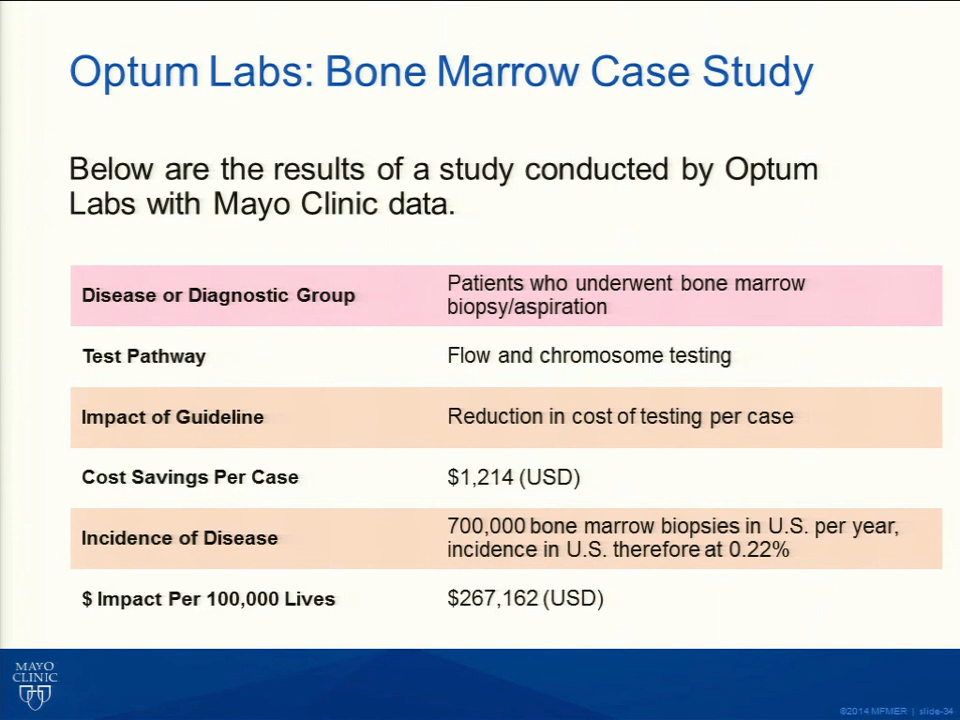 Optum Labs: Bone Marrow Case Study
Below are the results of a study conducted by Optum
Labs with Mayo Clinic data.
Disease or Diagnostic Group
Patients who underwent bone marrow
biopsy/aspiration
Test Pathway
Flow and chromosome testing
Impact of Guideline
Reduction in cost of testing per case
Cost Savings Per Case
$1,214 (USD)
Incidence of Disease
700,000 bone marrow biopsies in U.S. per year,
incidence in U.S. therefore at 0.22%
$ Impact Per 100,000 Lives
$267,162 (USD)
MAYO
CLINIC
©2014 MFMER | slide-34